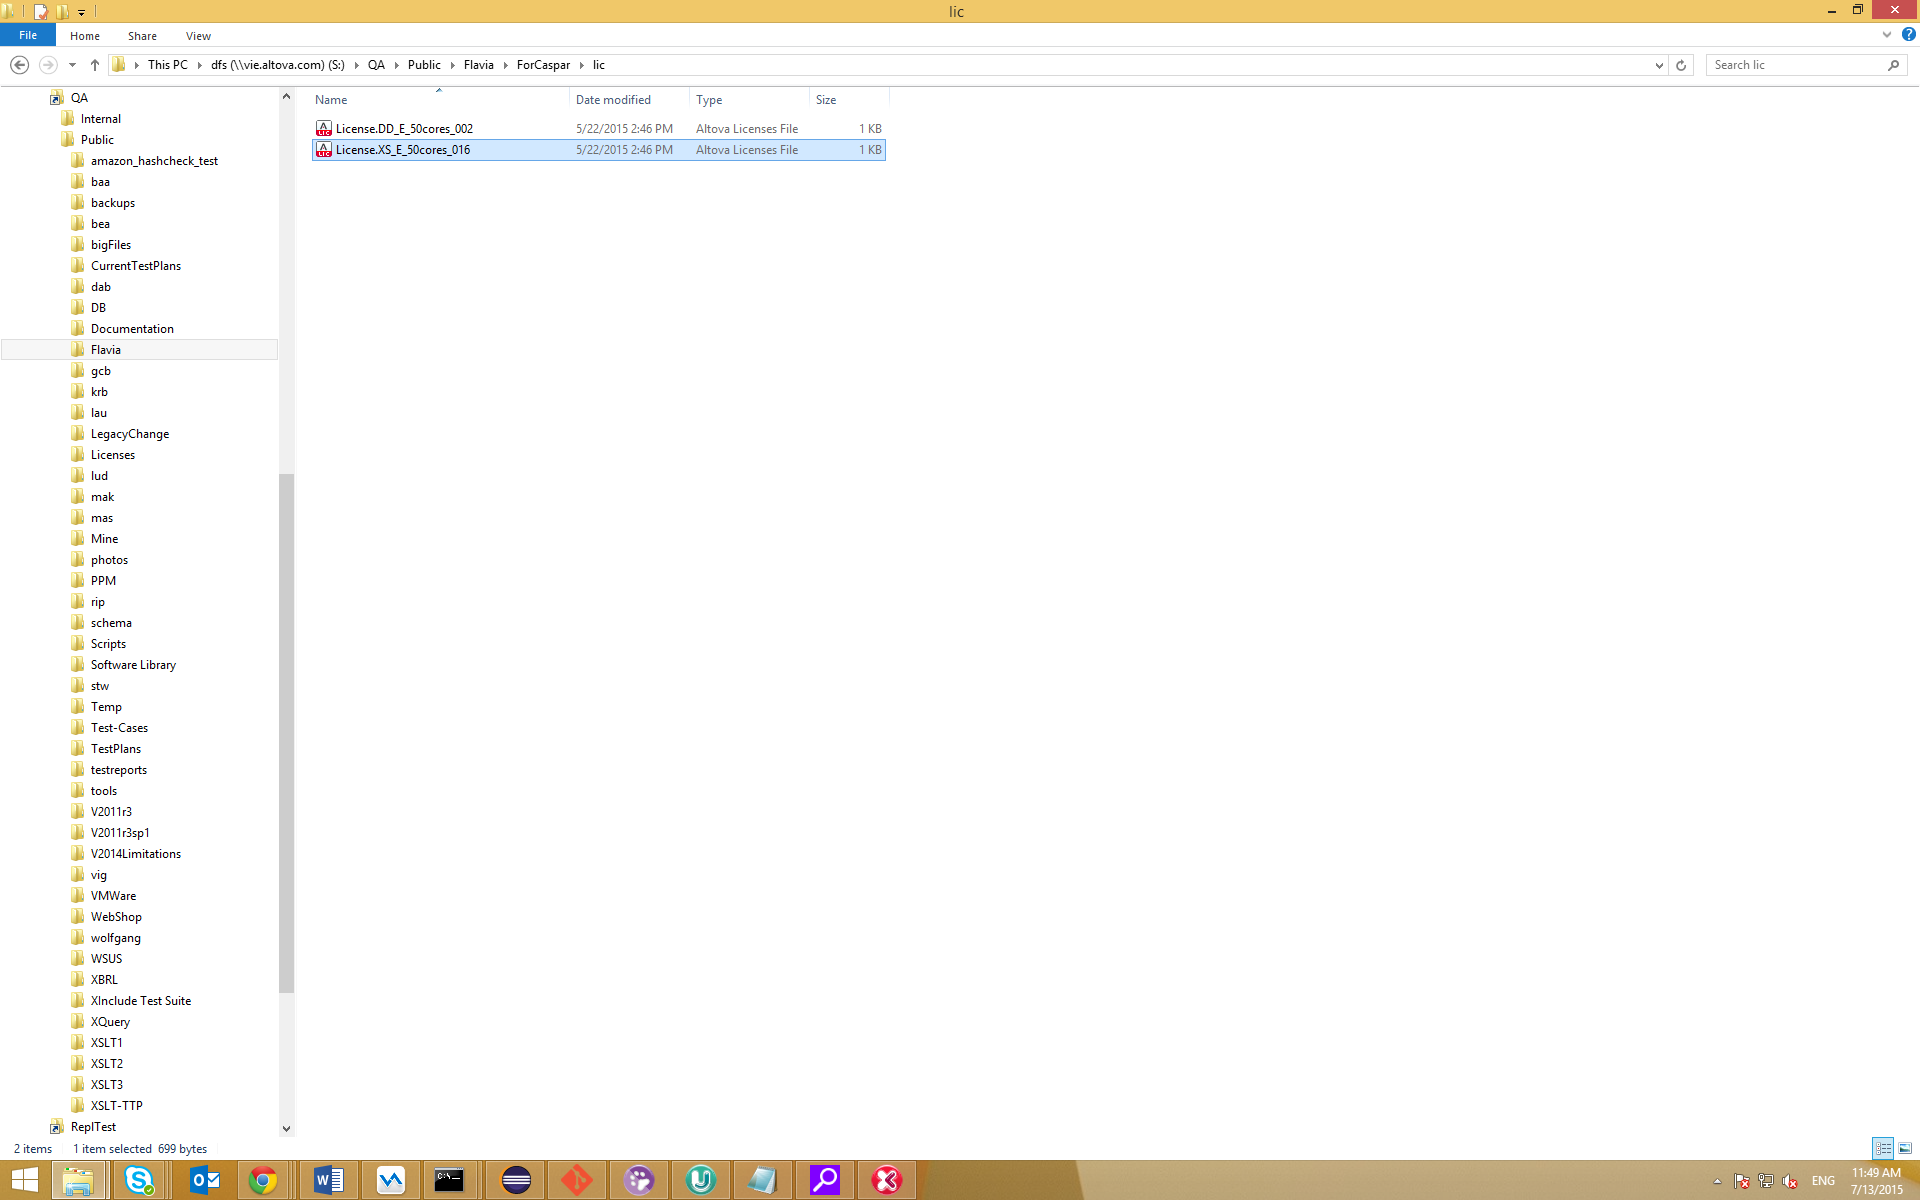 lic
File Home Share View
This PC dfs (\\vie.altova.com) (S:) QA Public Flavia ForCaspar lic
Search lic
QA
Internal
Public
amazon_hashcheck_test
baa
backups
bea
bigFiles
CurrentTestPlans
dab
DB
Documentation
Flavia
gcb
krb
lau
LegacyChange
Licenses
lud
mak
mas
Mine
photos
PPM
rip
schema
Scripts
Software Library
stw
Temp
Test-Cases
TestPlans
testreports
tools
V2011r3
V2011r3sp1
V2014Limitations
vig
VMWare
WebShop
wolfgang
WSUS
XBRL
XInclude Test Suite
XQuery
XSLT1
XSLT2
XSLT3
XSLT-TTP
ReplTest
Name Date modified Type Size
License.DD_E_50cores_002 5/22/2015 2:46 PM Altova Licenses File 1 KB
License.XS_E_50cores_016 5/22/2015 2:46 PM Altova Licenses File 1 KB
2 items 1 item selected 699 bytes
ENG
11:49 AM
7/13/2015